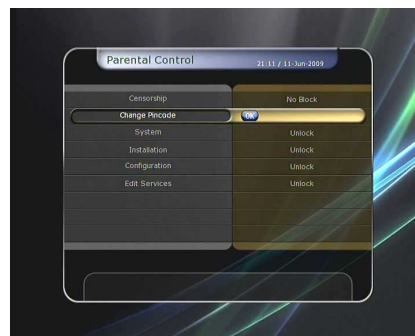 Parental Control 21:11 / 11-Jun-2009
Censorship No Block
Change Pincode OK
System Unlock
Installation Unlock
Configuration Unlock
Edit Services Unlock